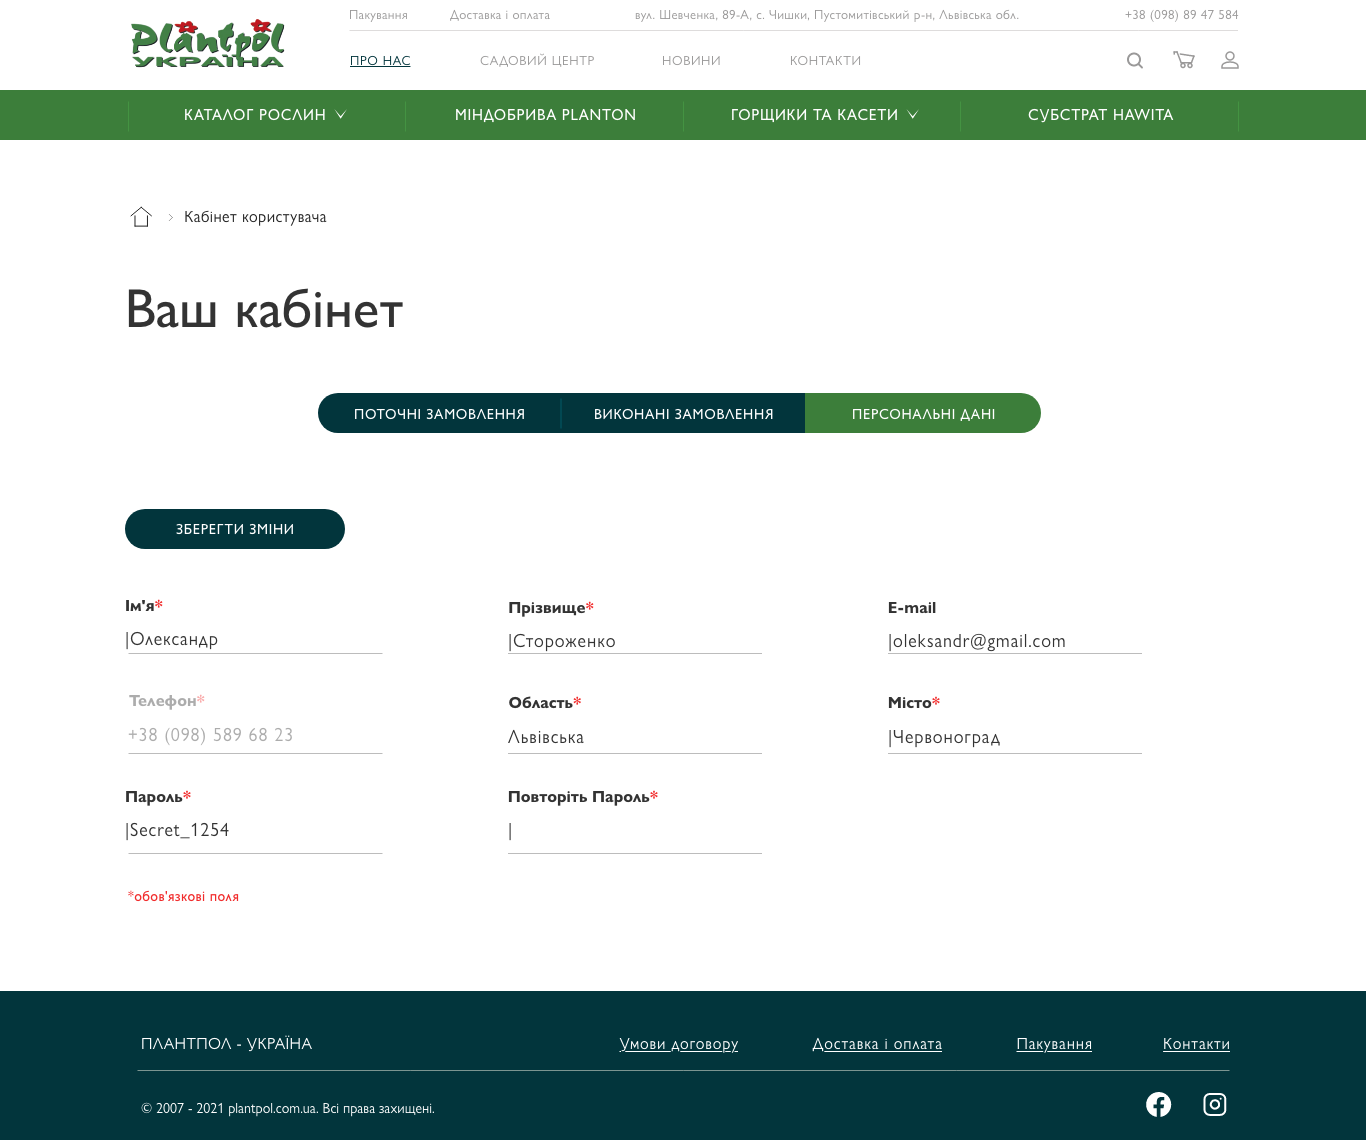 Plantpol
УКРАЇНА
Пакування
Доставка і оплата
вул. Шевченка, 89-А, с. Чишки, Пустомитівський р-н, Львівська обл.
+38 (098) 89 47 584
ПРО НАС
САДОВИЙ ЦЕНТР
НОВИНИ
КОНТАКТИ
КАТАЛОГ РОСЛИН
МІНДОБРИВА PLANTON
ГОРЩИКИ ТА КАСЕТИ
СУБСТРАТ HAWITA
Кабінет користувача
Ваш кабінет
ПОТОЧНІ ЗАМОВЛЕННЯ
ВИКОНАНІ ЗАМОВЛЕННЯ
ПЕРСОНАЛЬНІ ДАНІ
ЗБЕРЕГТИ ЗМІНИ
Ім'я*
|Олександр
Прізвище*
|Стороженко
E-mail
|oleksandr@gmail.com
Телефон*
+38 (098) 589 68 23
Область*
Львівська
Місто*
|Червоноград
Пароль*
|Secret_1254
Повторіть Пароль*
|
*обов'язкові поля
ПЛАНТПОЛ - УКРАЇНА
Умови договору
Доставка і оплата
Пакування
Контакти
© 2007 - 2021 plantpol.com.ua. Всі права захищені.